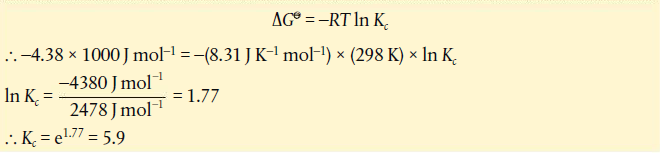 ΔG⊖ = –RT ln Kc
∴ –4.38 × 1000 J mol⁻¹ = –(8.31 J K⁻¹ mol⁻¹) × (298 K) × ln Kc
ln Kc = –4380 J mol⁻¹ / 2478 J mol⁻¹ = 1.77
∴ Kc = e¹·⁷⁷ = 5.9